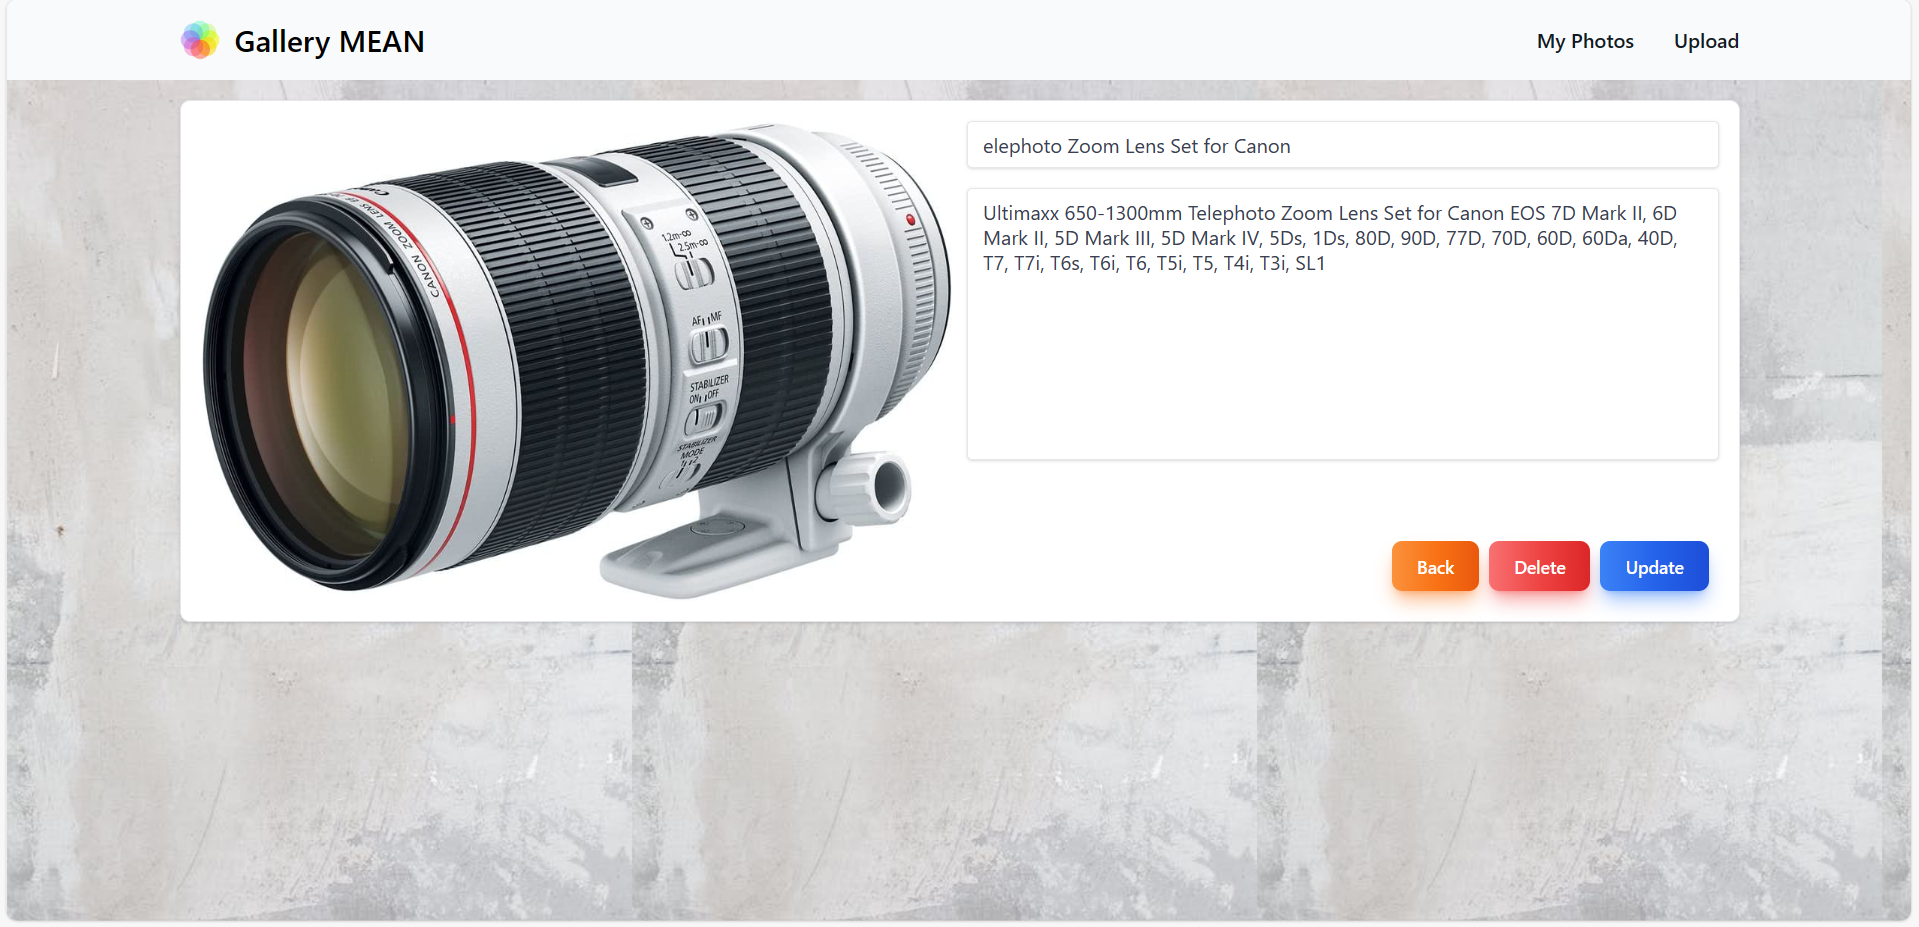 Gallery MEAN
My Photos
Upload
elephoto Zoom Lens Set for Canon
Ultimaxx 650-1300mm Telephoto Zoom Lens Set for Canon EOS 7D Mark II, 6D
Mark II, 5D Mark III, 5D Mark IV, 5Ds, 1Ds, 80D, 90D, 77D, 70D, 60D, 60Da, 40D,
T7, T7i, T6s, T6i, T6, T5i, T5, T4i, T3i, SL1
CANON ZOOM LENS EF
1.2m-∞
2.5m-∞
AF MF
STABILIZER
ON OFF
STABILIZER
MODE
1 2
Back
Delete
Update